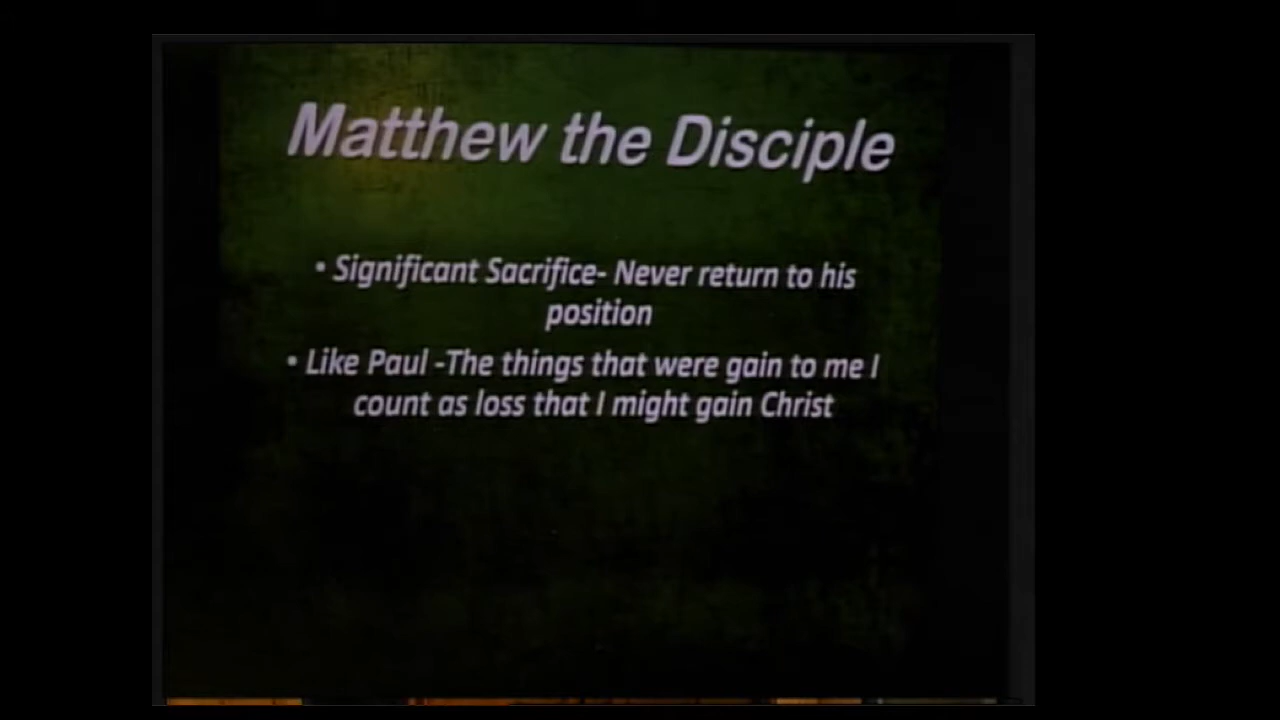 Matthew the Disciple
• Significant Sacrifice- Never return to his
position
• Like Paul -The things that were gain to me I
count as loss that I might gain Christ